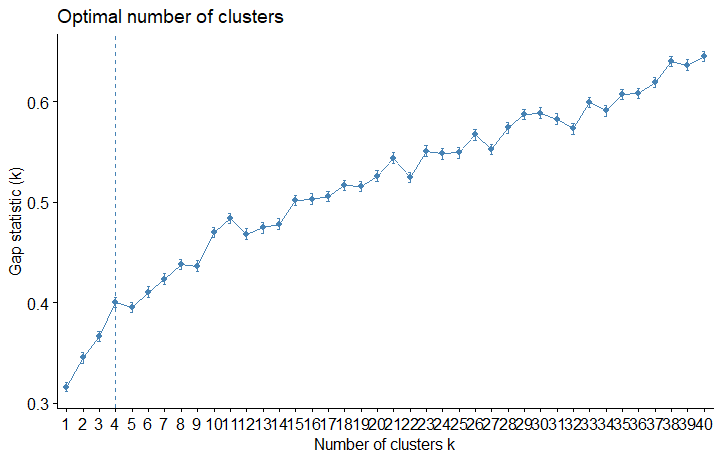 Optimal number of clusters
Gap statistic (k)
0.6
0.5
0.4
0.3
1 2 3 4 5 6 7 8 9 10 11 12 13 14 15 16 17 18 19 20 21 22 23 24 25 26 27 28 29 30 31 32 33 34 35 36 37 38 39 40
Number of clusters k